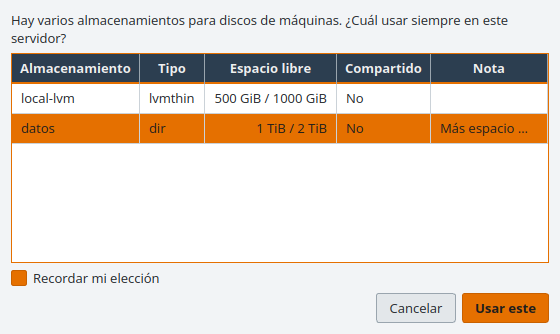 Hay varios almacenamientos para discos de máquinas. ¿Cuál usar siempre en este
servidor?
Almacenamiento Tipo Espacio libre Compartido Nota
local-lvm lvmthin 500 GiB / 1000 GiB No
datos dir 1 TiB / 2 TiB No Más espacio ...
Recordar mi elección
Cancelar Usar este